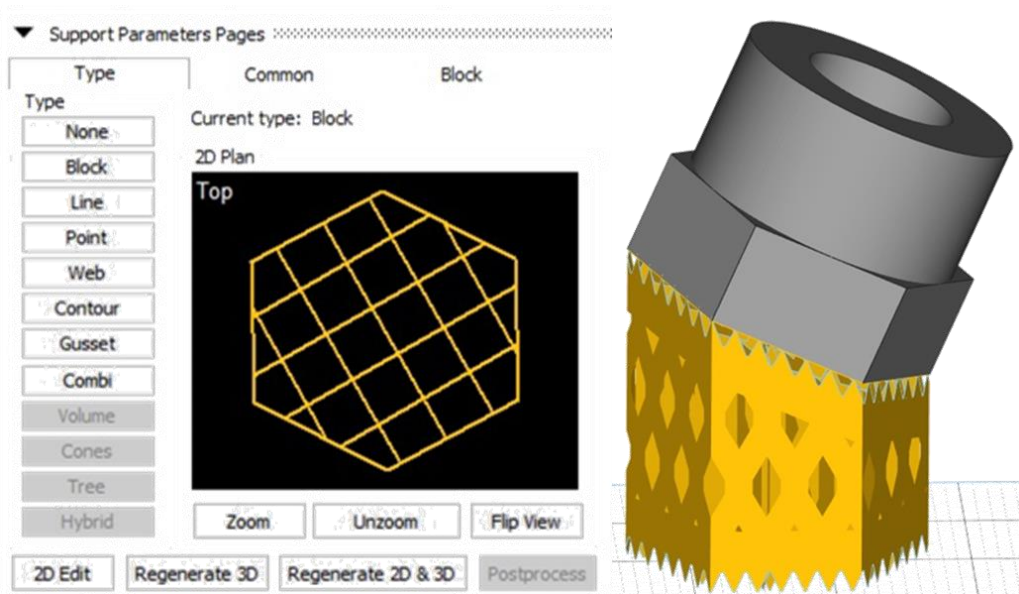 Support Parameters Pages
Type Common Block
Type
None
Block
Line
Point
Web
Contour
Gusset
Combi
Volume
Cones
Tree
Hybrid
Current type: Block
2D Plan
Top
Zoom Unzoom Flip View
2D Edit Regenerate 3D Regenerate 2D & 3D Postprocess